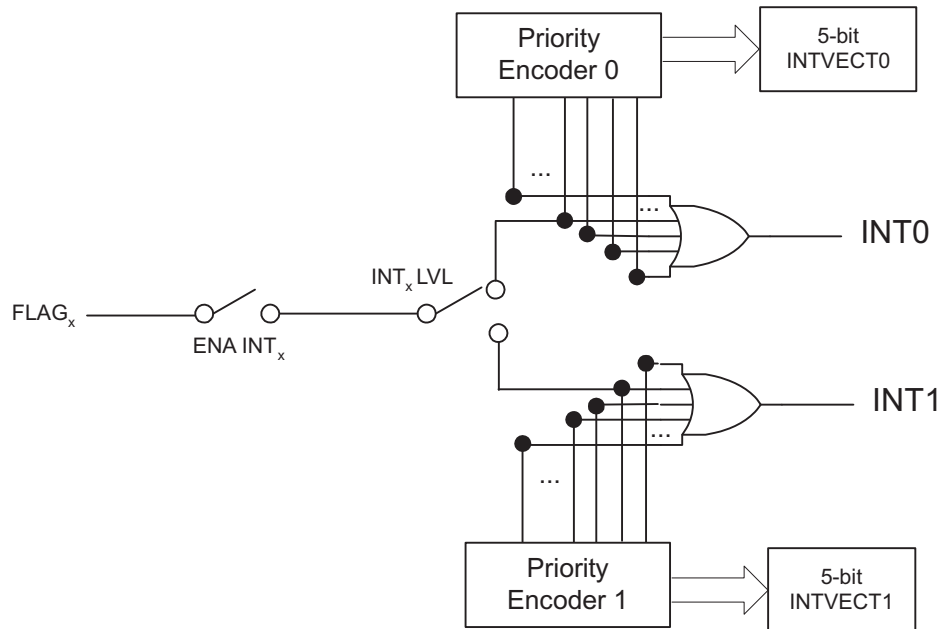 Priority
Encoder 0
5-bit
INTVECT0
...
...
INT0
INTx LVL
FLAGx
ENA INTx
INT1
...
...
Priority
Encoder 1
5-bit
INTVECT1